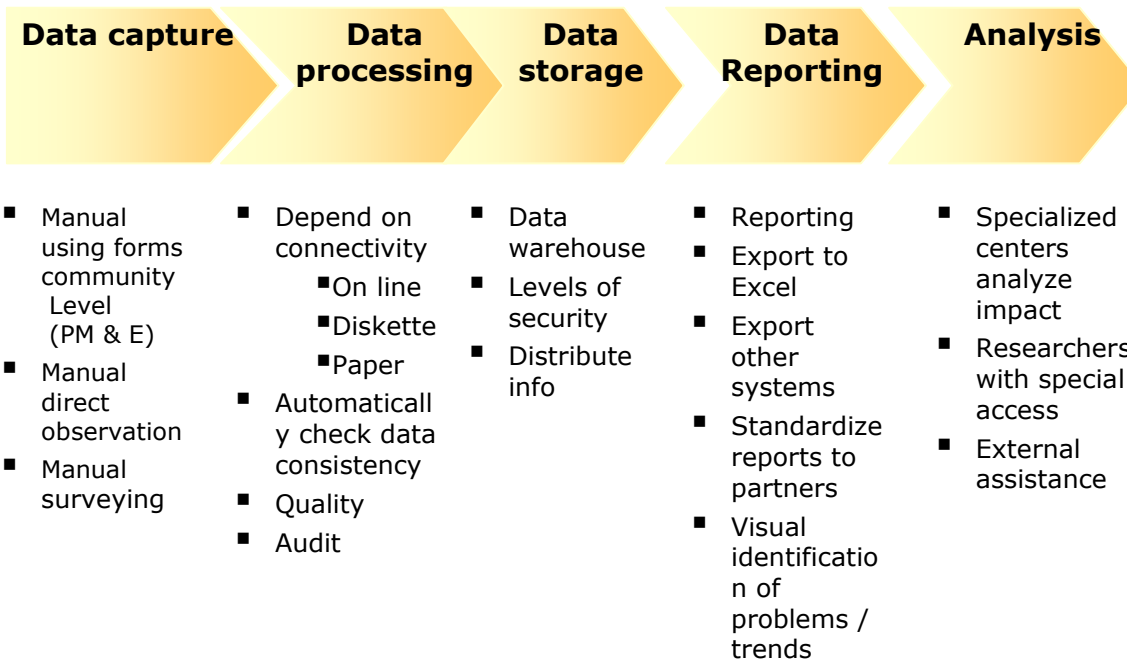 Data capture
Data
processing
Data
storage
Data
Reporting
Analysis
▪ Manual
using forms
community
Level
(PM & E)
▪ Manual
direct
observation
▪ Manual
surveying
▪ Depend on
connectivity
▪On line
▪Diskette
▪Paper
▪ Automaticall
y check data
consistency
▪ Quality
▪ Audit
▪ Data
warehouse
▪ Levels of
security
▪ Distribute
info
▪ Reporting
▪ Export to
Excel
▪ Export
other
systems
▪ Standardize
reports to
partners
▪ Visual
identificatio
n of
problems /
trends
▪ Specialized
centers
analyze
impact
▪ Researchers
with special
access
▪ External
assistance